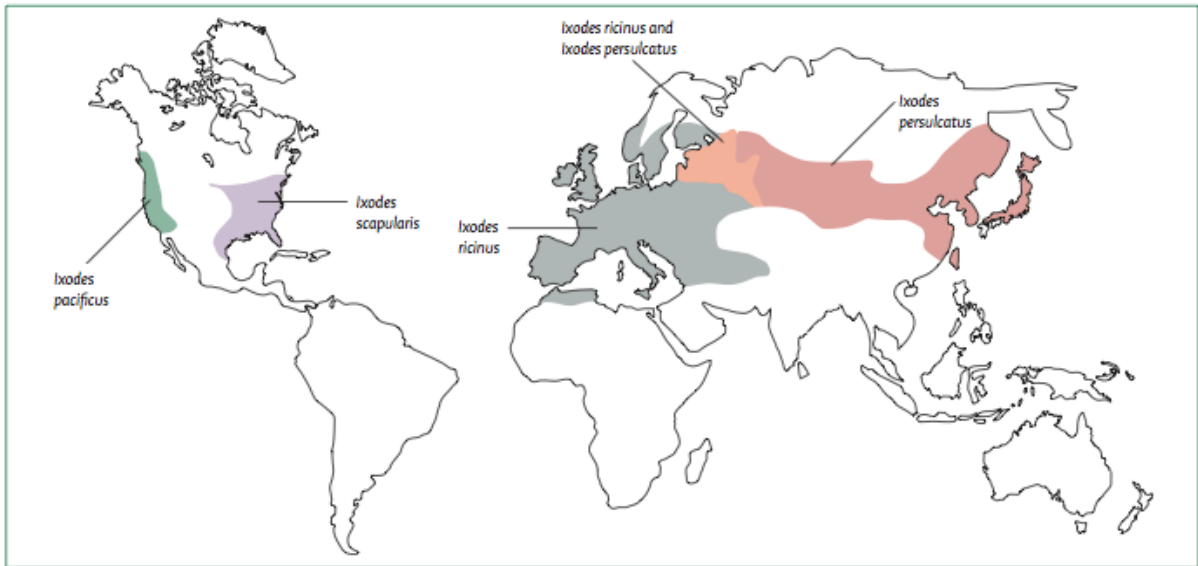 Ixodes ricinus and
Ixodes persulcatus
Ixodes
persulcatus
Ixodes
scapularis
Ixodes
ricinus
Ixodes
pacificus